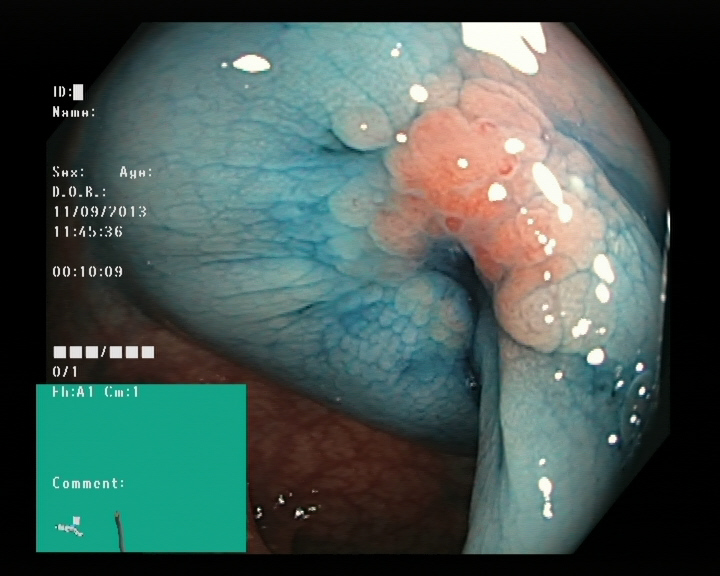 ID:
Name:
Sex: Age:
D.O.B.:
11/09/2013
11:45:36
00:10:09
■■■/■■■
0/1
Eh:A1 Cm:1
Comment: